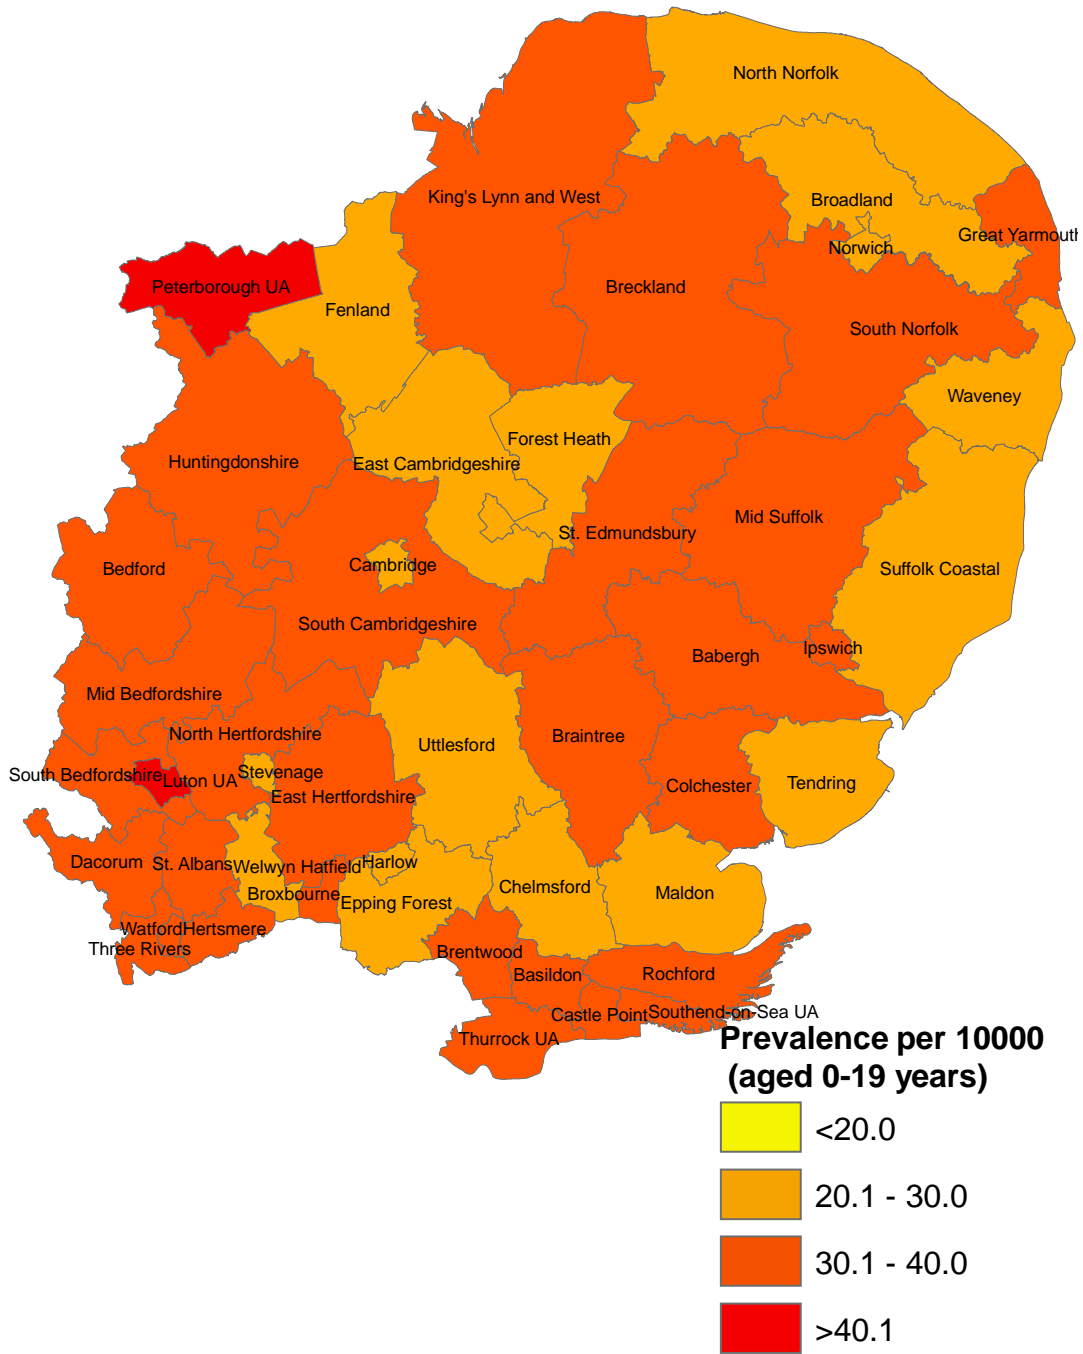 North Norfolk
King's Lynn and West
Broadland
Great Yarmouth
Norwich
Peterborough UA
Breckland
Fenland
South Norfolk
Waveney
Forest Heath
Huntingdonshire
East Cambridgeshire
Mid Suffolk
St. Edmundsbury
Bedford
Cambridge
Suffolk Coastal
South Cambridgeshire
Ipswich
Babergh
Mid Bedfordshire
North Hertfordshire
Braintree
Uttlesford
South Bedfordshire
Luton UA
Stevenage
Colchester
Tendring
East Hertfordshire
Dacorum
St. Albans
Welwyn Hatfield
Harlow
Chelmsford
Maldon
Broxbourne
Epping Forest
Watford
Hertsmere
Three Rivers
Brentwood
Basildon
Rochford
Castle Point
Southend-on-Sea UA
Thurrock UA
Prevalence per 10000
(aged 0-19 years)
<20.0
20.1 - 30.0
30.1 - 40.0
>40.1